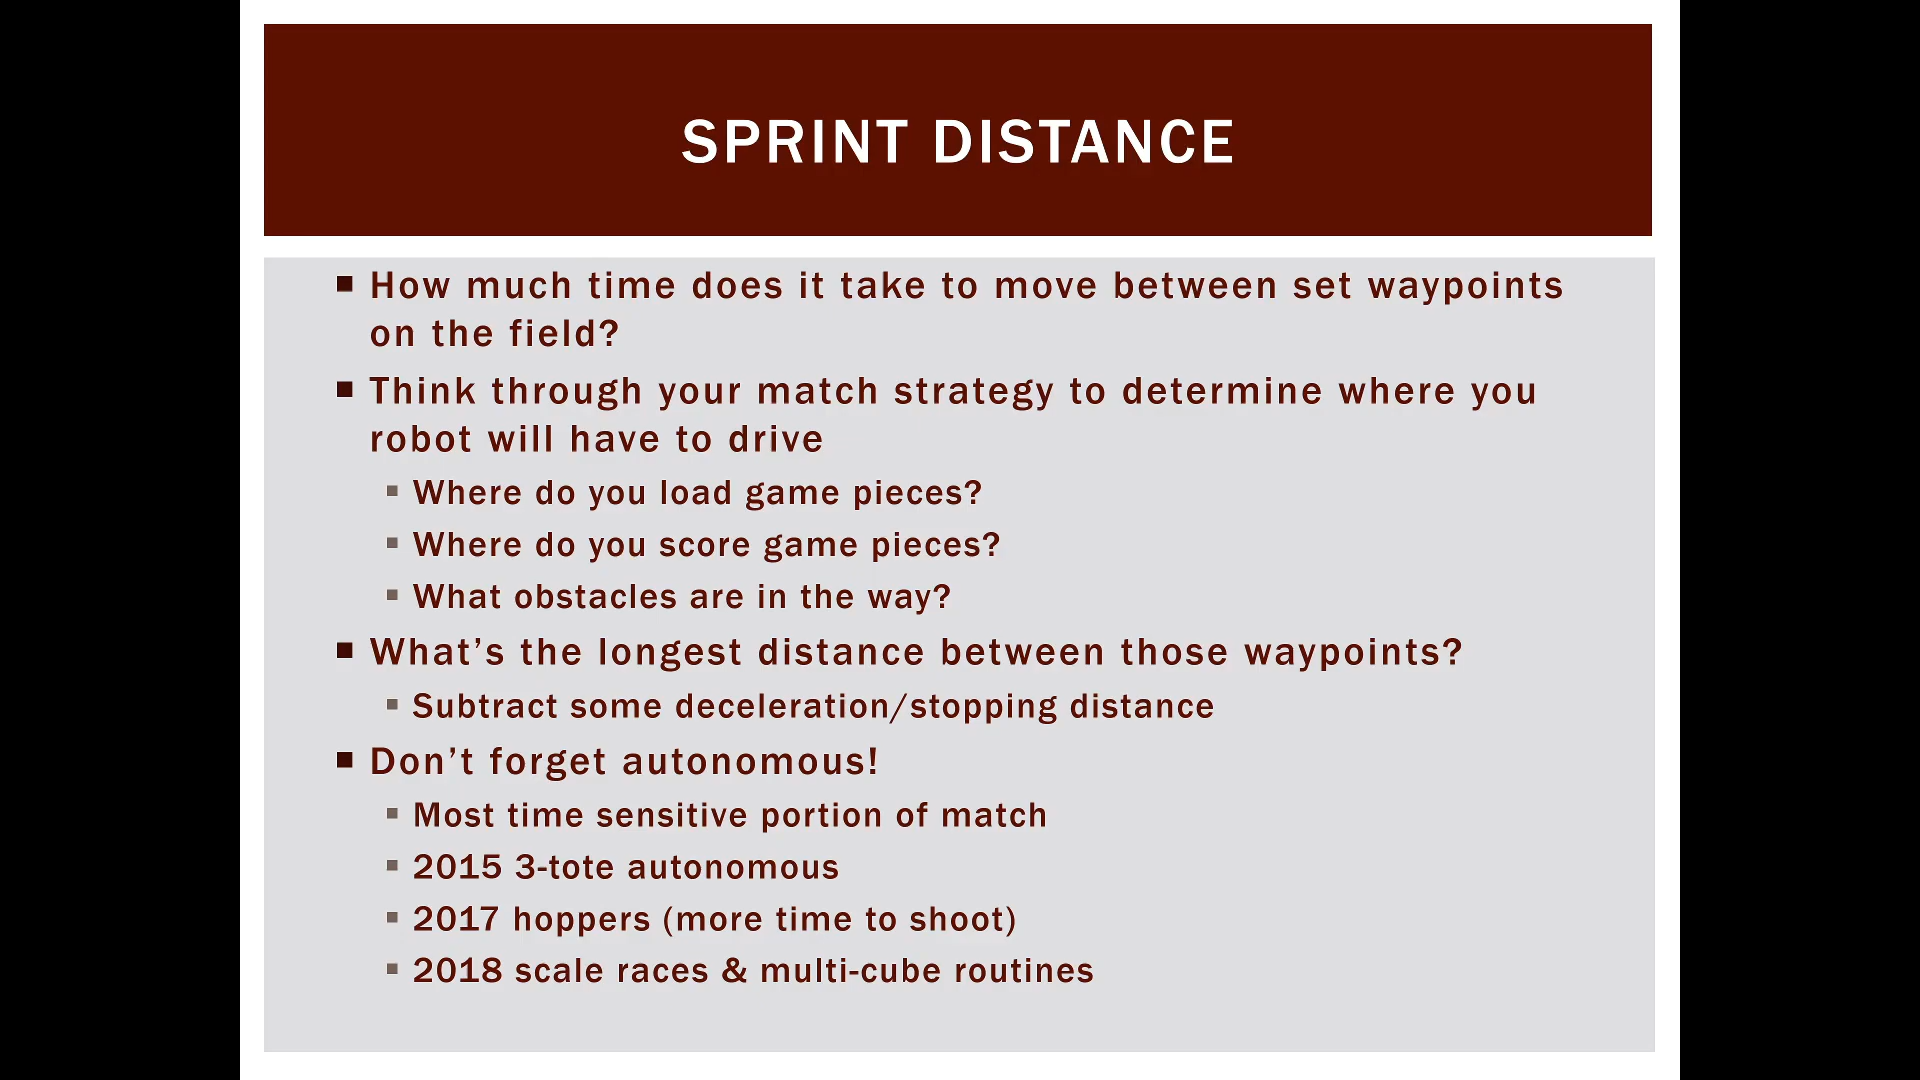 SPRINT DISTANCE
How much time does it take to move between set waypoints
on the field?
Think through your match strategy to determine where you
robot will have to drive
Where do you load game pieces?
Where do you score game pieces?
What obstacles are in the way?
What’s the longest distance between those waypoints?
Subtract some deceleration/stopping distance
Don’t forget autonomous!
Most time sensitive portion of match
2015 3-tote autonomous
2017 hoppers (more time to shoot)
2018 scale races & multi-cube routines